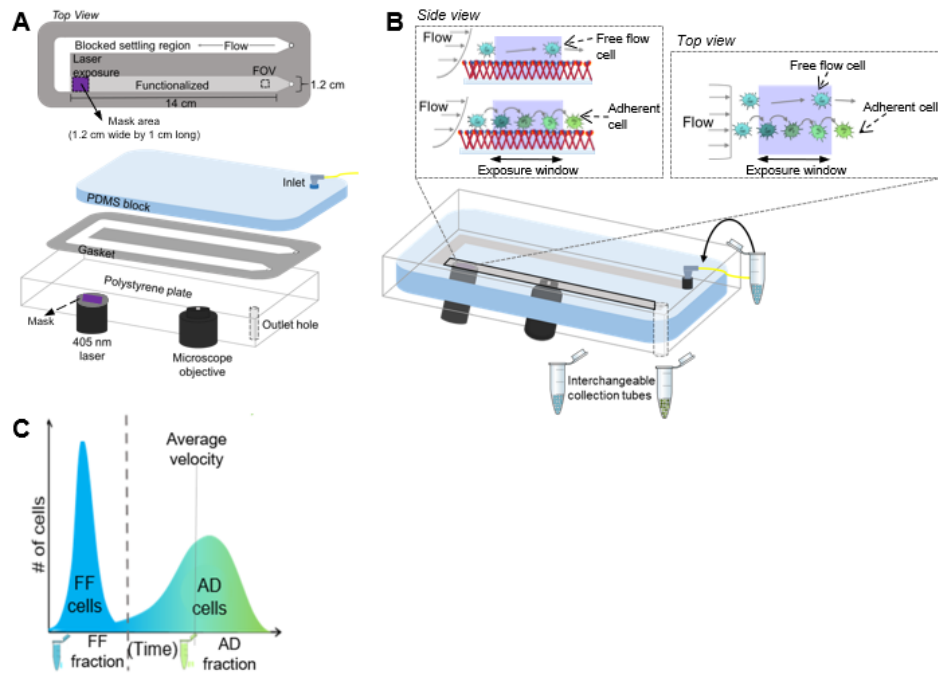 A
Top View
Blocked settling region
Flow
Laser
exposure
Functionalized
FOV
1.2 cm
14 cm
Mask area
(1.2 cm wide by 1 cm long)
Inlet
PDMS block
Gasket
Polystyrene plate
Mask
405 nm
laser
Microscope
objective
Outlet hole
B
Side view
Flow
Free flow
cell
Flow
Adherent
cell
Exposure window
Top view
Free flow
cell
Adherent
cell
Flow
Exposure window
Interchangeable
collection tubes
C
# of cells
Average
velocity
FF
cells
AD
cells
FF
fraction
(Time)
AD
fraction